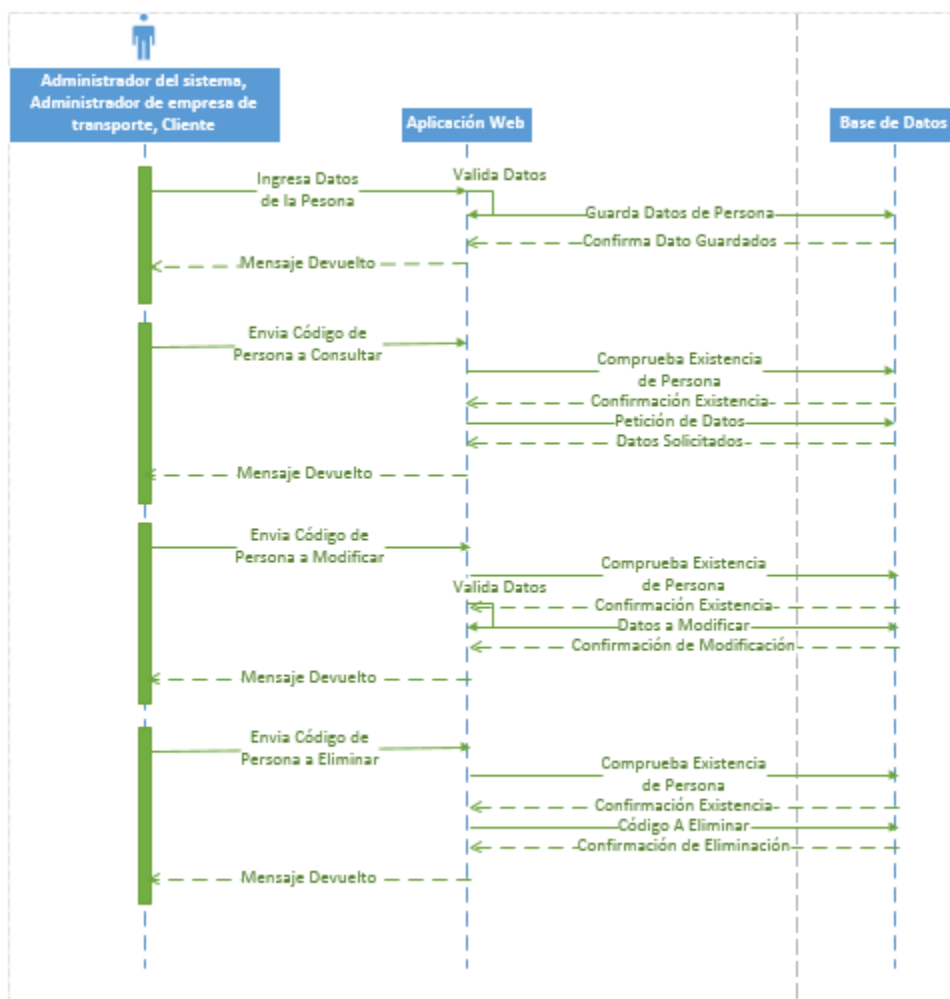 Administrador del sistema,
Administrador de empresa de
transporte, Cliente
Aplicación Web
Base de Datos
Ingresa Datos
de la Pesona
Valida Datos
Guarda Datos de Persona
Confirma Dato Guardados
Mensaje Devuelto
Envia Código de
Persona a Consultar
Comprueba Existencia
de Persona
Confirmación Existencia
Petición de Datos
Datos Solicitados
Mensaje Devuelto
Envia Código de
Persona a Modificar
Comprueba Existencia
de Persona
Valida Datos
Confirmación Existencia
Datos a Modificar
Confirmación de Modificación
Mensaje Devuelto
Envia Código de
Persona a Eliminar
Comprueba Existencia
de Persona
Confirmación Existencia
Código A Eliminar
Confirmación de Eliminación
Mensaje Devuelto